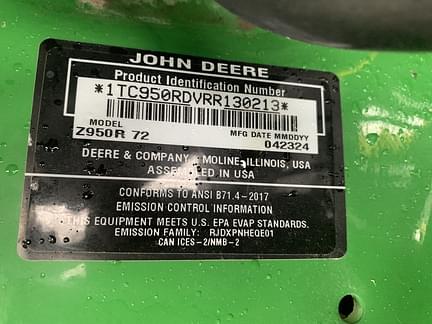 JOHN DEERE
Product Identification Number
*1TC950RDVRR130213*
MODEL MFG DATE MMDDYY
Z950R 72 042324
DEERE & COMPANY MOLINE, ILLINOIS, USA
ASSEMBLED IN USA
CONFORMS TO ANSI B71.4-2017
EMISSION CONTROL INFORMATION
THIS EQUIPMENT MEETS U.S. EPA EVAP STANDARDS.
EMISSION FAMILY: RJDXPNHEQE01
CAN ICES-2/NMB-2